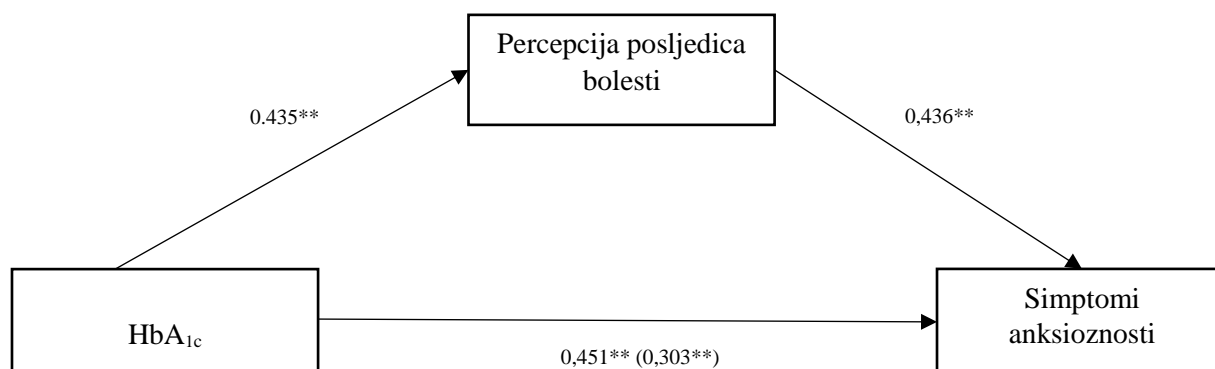 Percepcija posljedica
bolesti
0.435**
0,436**
HbA1c
Simptomi
anksioznosti
0,451** (0,303**)